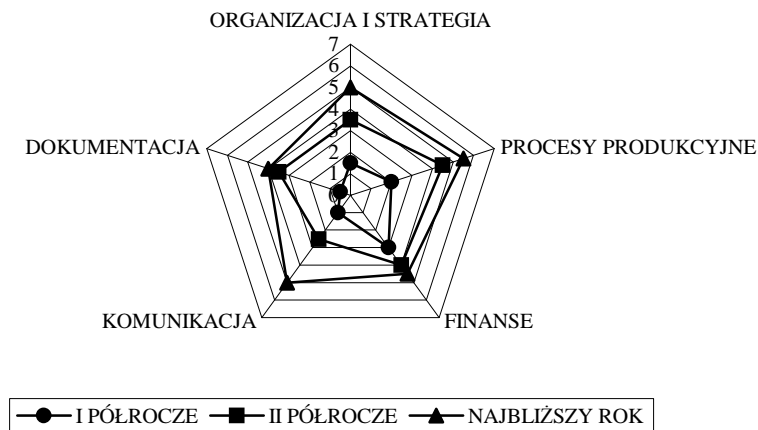 ORGANIZACJA I STRATEGIA
7
6
5
4
3
2
1
0
DOKUMENTACJA
PROCESY PRODUKCYJNE
KOMUNIKACJA
FINANSE
I PÓŁROCZE
II PÓŁROCZE
NAJBLIŻSZY ROK